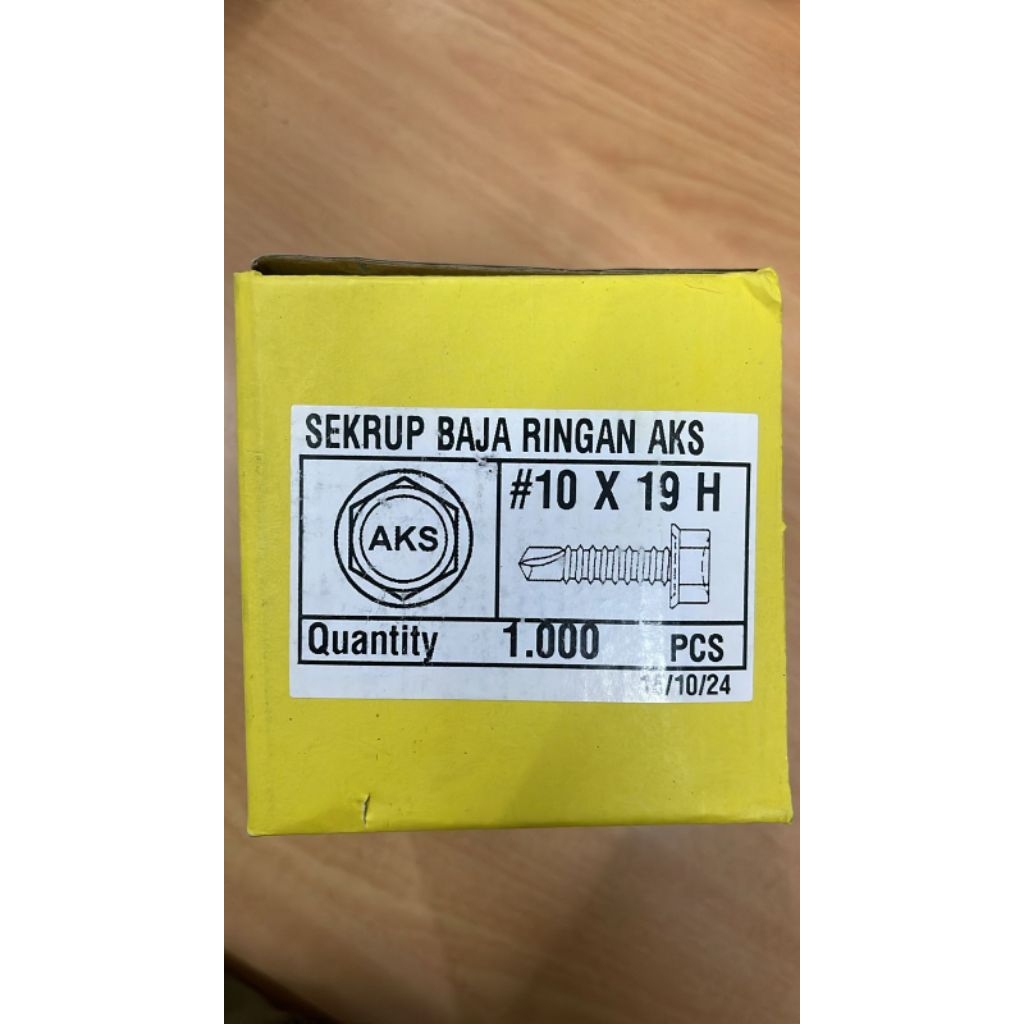 SEKRUP BAJA RINGAN AKS
AKS
#10 X 19 H
Quantity 1.000 PCS
/10/24